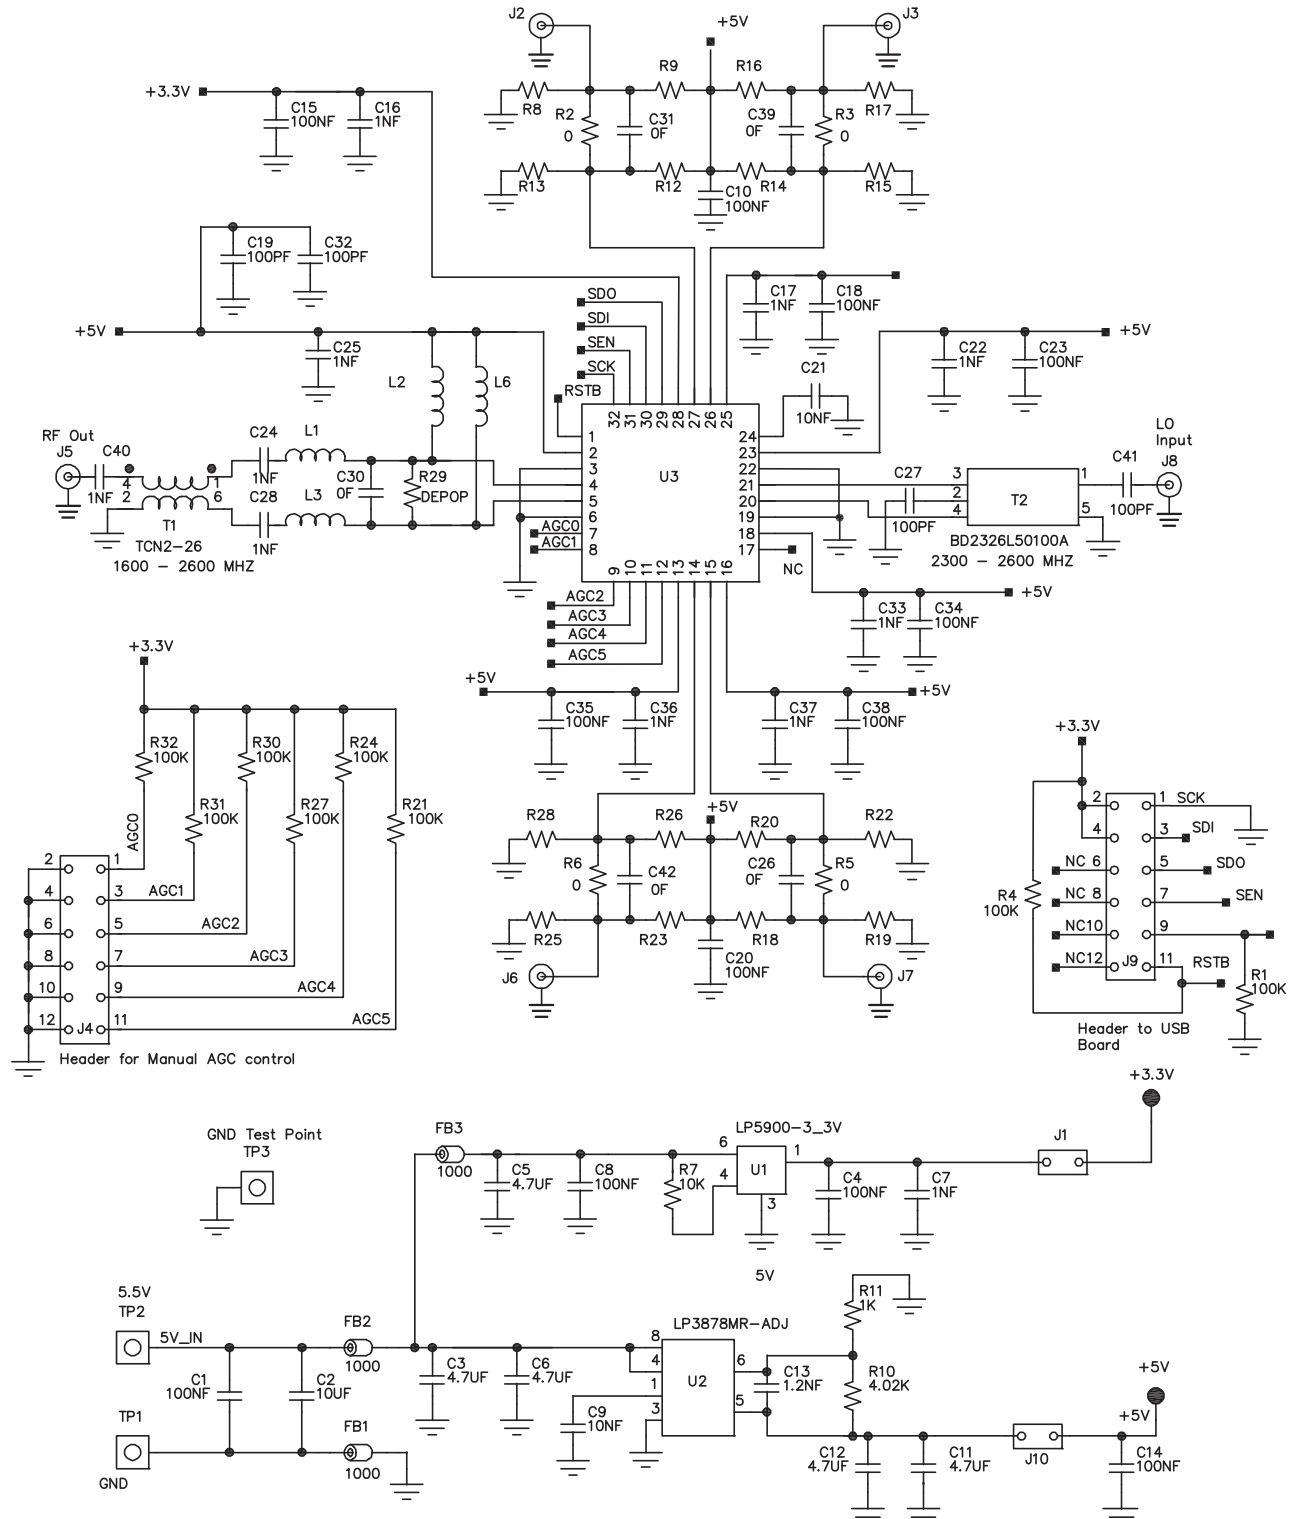 J2
J3
+5V
R9
R16
+3.3V
C15
100NF
C16
1NF
R8
R2
0
C31
0F
C39
0F
R3
0
R17
R13
R12
R14
R15
C10
100NF
C19
100PF
C32
100PF
SDO
SDI
SEN
SCK
RSTB
C17
1NF
C18
100NF
+5V
C25
1NF
L2
L6
C21
10NF
C22
1NF
C23
100NF
+5V
32
31
30
29
28
27
26
25
RF Out
J5
C40
1NF
4
2
1
6
T1
TCN2-26
1600 - 2600 MHZ
C24
1NF
L1
C28
1NF
L3
C30
0F
R29
DEPOP
1
2
3
4
5
6
7
8
AGC0
AGC1
U3
24
23
22
21
20
19
18
17
NC
C27
100PF
3
2
4
T2
1
5
BD2326L50100A
2300 - 2600 MHZ
C41
100PF
LO
Input
J8
9
10
11
12
13
14
15
16
AGC2
AGC3
AGC4
AGC5
+5V
C33
1NF
C34
100NF
+5V
C35
100NF
C36
1NF
C37
1NF
C38
100NF
+5V
+3.3V
R32
100K
R30
100K
R24
100K
R31
100K
R27
100K
R21
100K
AGC0
2
1
4
3
AGC1
6
5
AGC2
8
7
AGC3
10
9
AGC4
12
J4
11
AGC5
Header for Manual AGC control
R28
R26
+5V
R20
R22
R6
0
C42
0F
C26
0F
R5
0
R25
R23
R18
R19
C20
100NF
J6
J7
+3.3V
2
1
SCK
4
3
SDI
NC 6
5
SDO
NC 8
7
SEN
NC10
9
NC12
J9
11
RSTB
R4
100K
R1
100K
Header to USB
Board
+3.3V
GND Test Point
TP3
FB3
1000
C5
4.7UF
C8
100NF
R7
10K
LP5900-3_3V
6
4
U1
1
3
C4
100NF
C7
1NF
J1
5V
5.5V
TP2
5V_IN
C1
100NF
C2
10UF
FB2
1000
TP1
GND
FB1
1000
C3
4.7UF
C6
4.7UF
C9
10NF
LP3878MR-ADJ
8
4
1
3
U2
6
5
C13
1.2NF
R11
1K
R10
4.02K
C12
4.7UF
C11
4.7UF
J10
+5V
+5V
C14
100NF